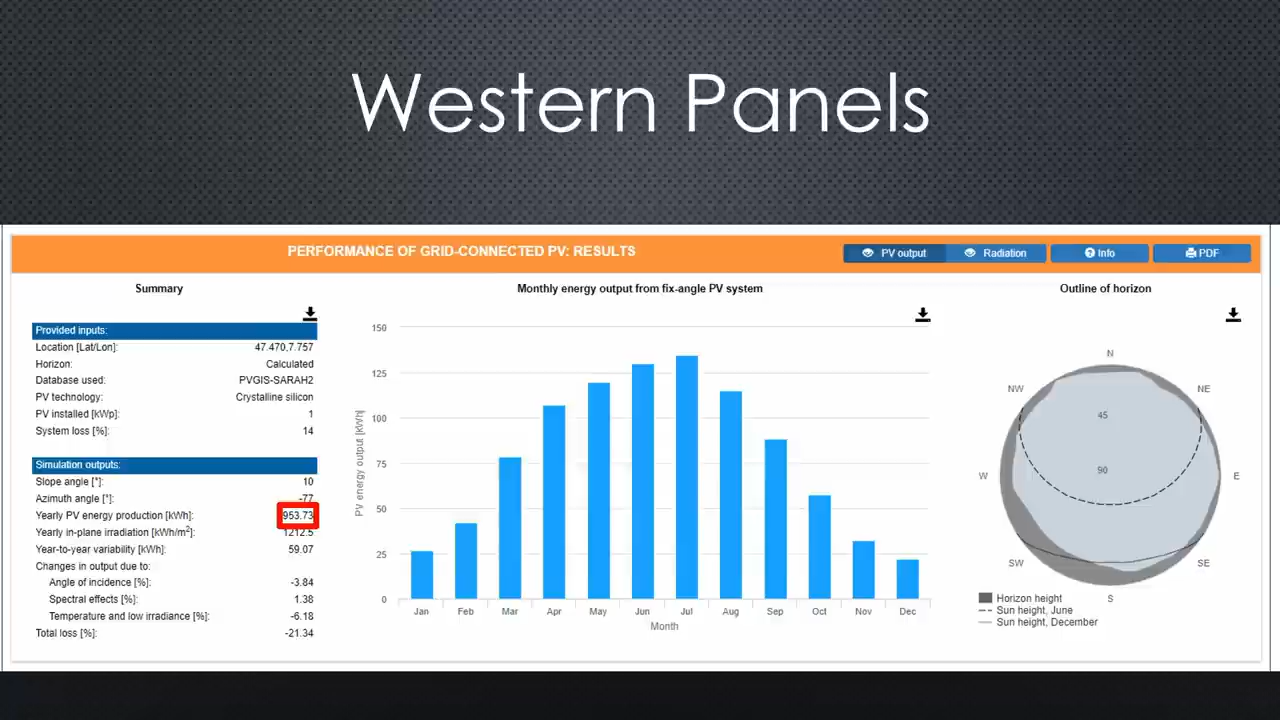 Western Panels
PERFORMANCE OF GRID-CONNECTED PV: RESULTS
PV output
Radiation
Info
PDF
Summary
Provided inputs:
Location [Lat/Lon]: 47.470,7.757
Horizon: Calculated
Database used: PVGIS-SARAH2
PV technology: Crystalline silicon
PV installed [kWp]: 1
System loss [%]: 14
Simulation outputs:
Slope angle [°]: 10
Azimuth angle [°]: -77
Yearly PV energy production [kWh]: 953.73
Yearly in-plane irradiation [kWh/m²]: 1212.5
Year-to-year variability [kWh]: 59.07
Changes in output due to:
Angle of incidence [%]: -3.84
Spectral effects [%]: 1.38
Temperature and low irradiance [%]: -6.18
Total loss [%]: -21.34
Monthly energy output from fix-angle PV system
PV energy output [kWh]
150
125
100
75
50
25
0
Jan Feb Mar Apr May Jun Jul Aug Sep Oct Nov Dec
Month
Outline of horizon
N
NW NE
45
W 90 E
SW SE
S
Horizon height
Sun height, June
Sun height, December